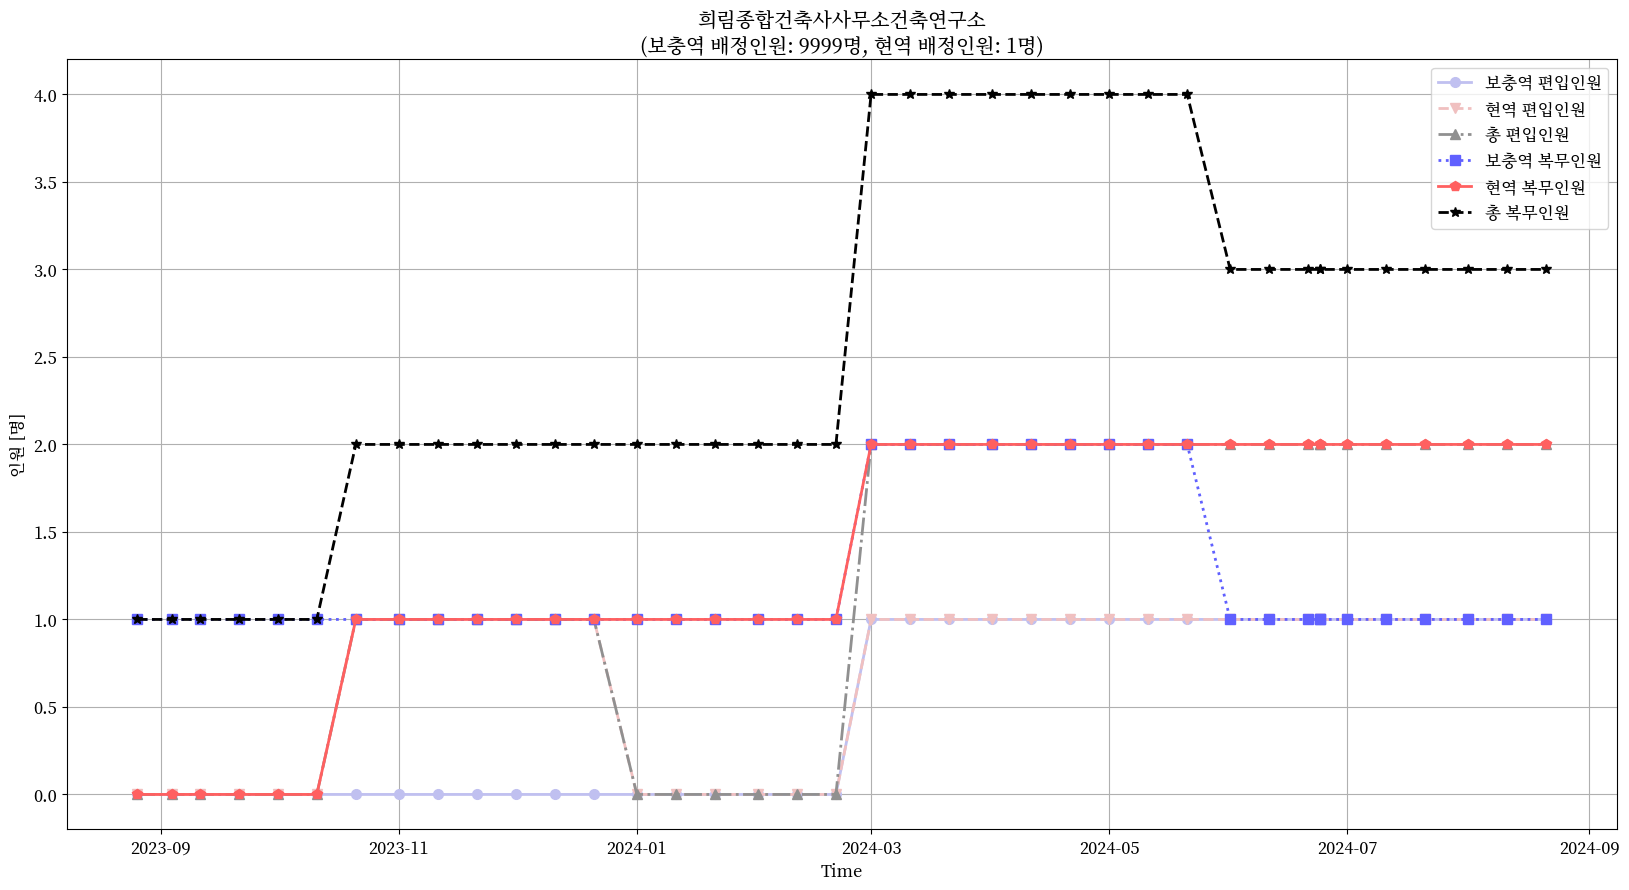 희림종합건축사사무소건축연구소
(보충역 배정인원: 9999명, 현역 배정인원: 1명)
보충역 편입인원
현역 편입인원
총 편입인원
보충역 복무인원
현역 복무인원
총 복무인원
4.0
3.5
3.0
2.5
2.0
1.5
1.0
0.5
0.0
인원 [명]
2023-09
2023-11
2024-01
2024-03
2024-05
2024-07
2024-09
Time